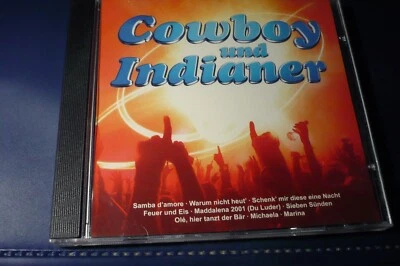 Cowboy
und
Indianer
Samba d'amore · Warum nicht heut' · Schenk' mir diese eine Nacht
Feuer und Eis · Maddalena 2001 (Du Luder) · Sieben Sünden
Olé, hier tanzt der Bär · Michaela · Marina